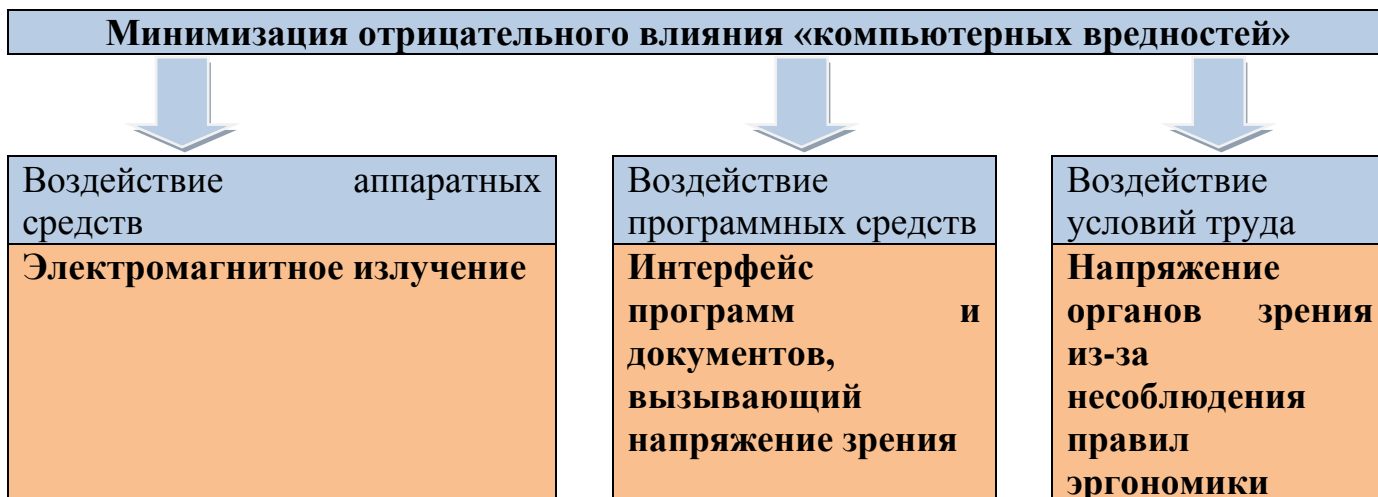 Минимизация отрицательного влияния «компьютерных вредностей»
Воздействие аппаратных
средств
Электромагнитное излучение
Воздействие
программных средств
Интерфейс
программ и
документов,
вызывающий
напряжение зрения
Воздействие
условий труда
Напряжение
органов зрения
из-за
несоблюдения
правил
эргономики